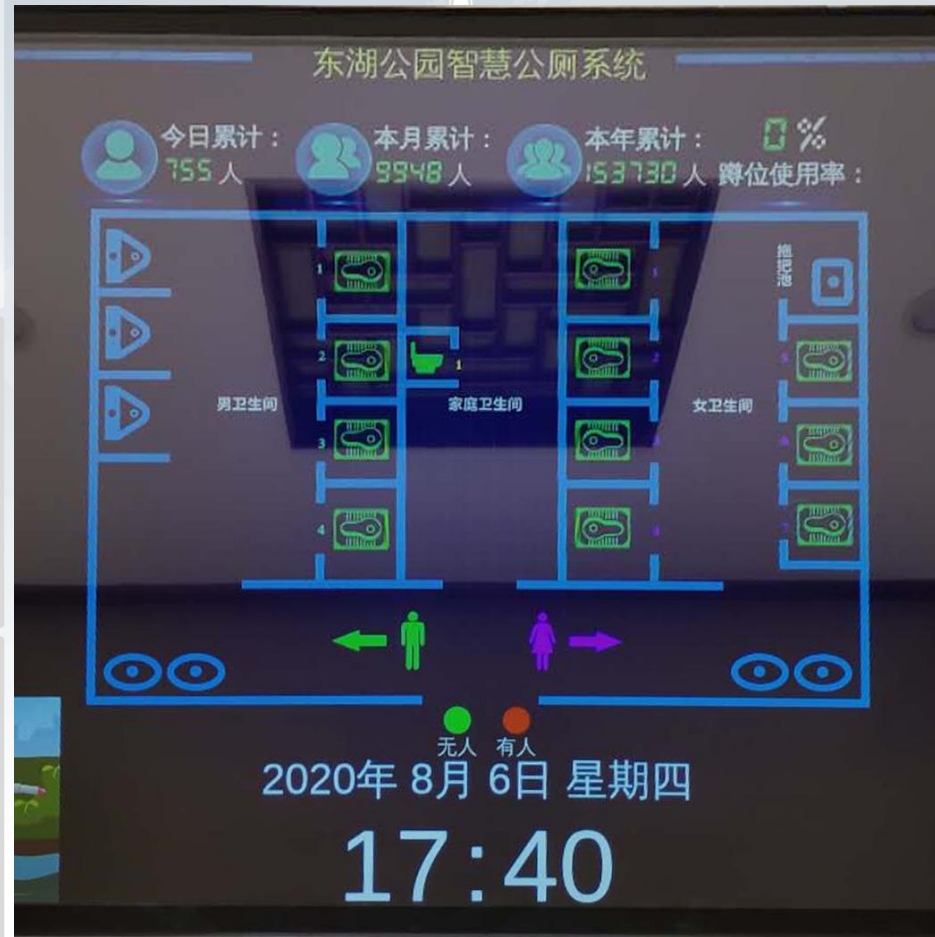 东湖公园智慧公厕系统
今日累计：
755 人
本月累计：
9948 人
本年累计：
153730 人
0 %
蹲位使用率：
拖把池
1
1
1
2
2
1
男卫生间
家庭卫生间
女卫生间
3
4
无人 有人
2020年 8月 6日 星期四
17:40